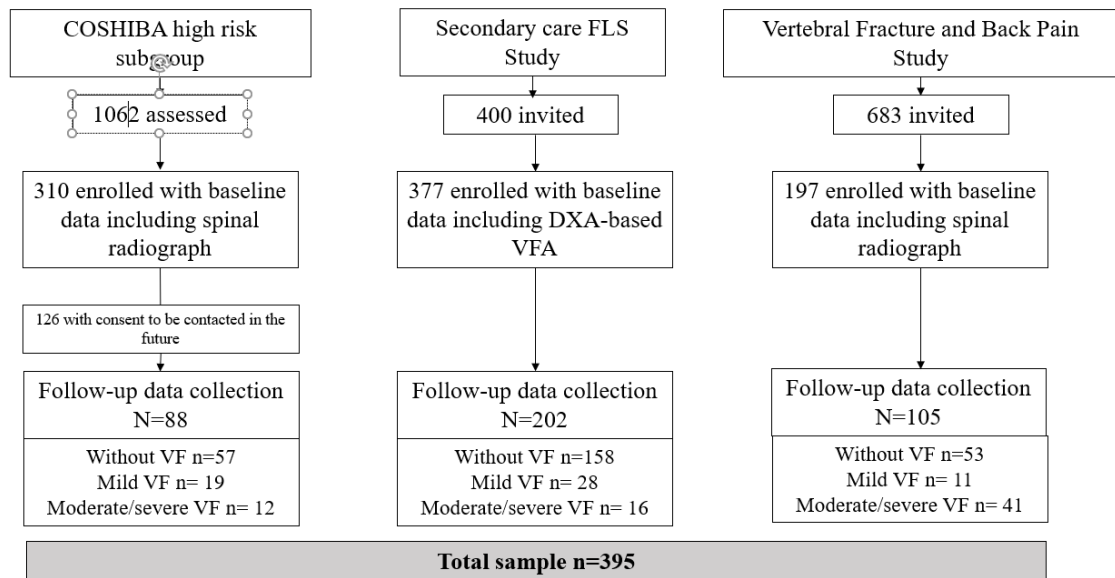 COSHIBA high risk
subgroup
1062 assessed
310 enrolled with baseline
data including spinal
radiograph
126 with consent to be contacted in the
future
Follow-up data collection
N=88
Without VF n=57
Mild VF n= 19
Moderate/severe VF n= 12
Secondary care FLS
Study
400 invited
377 enrolled with baseline
data including DXA-based
VFA
Follow-up data collection
N=202
Without VF n=158
Mild VF n= 28
Moderate/severe VF n= 16
Vertebral Fracture and Back Pain
Study
683 invited
197 enrolled with baseline
data including spinal
radiograph
Follow-up data collection
N=105
Without VF n=53
Mild VF n= 11
Moderate/severe VF n= 41
Total sample n=395